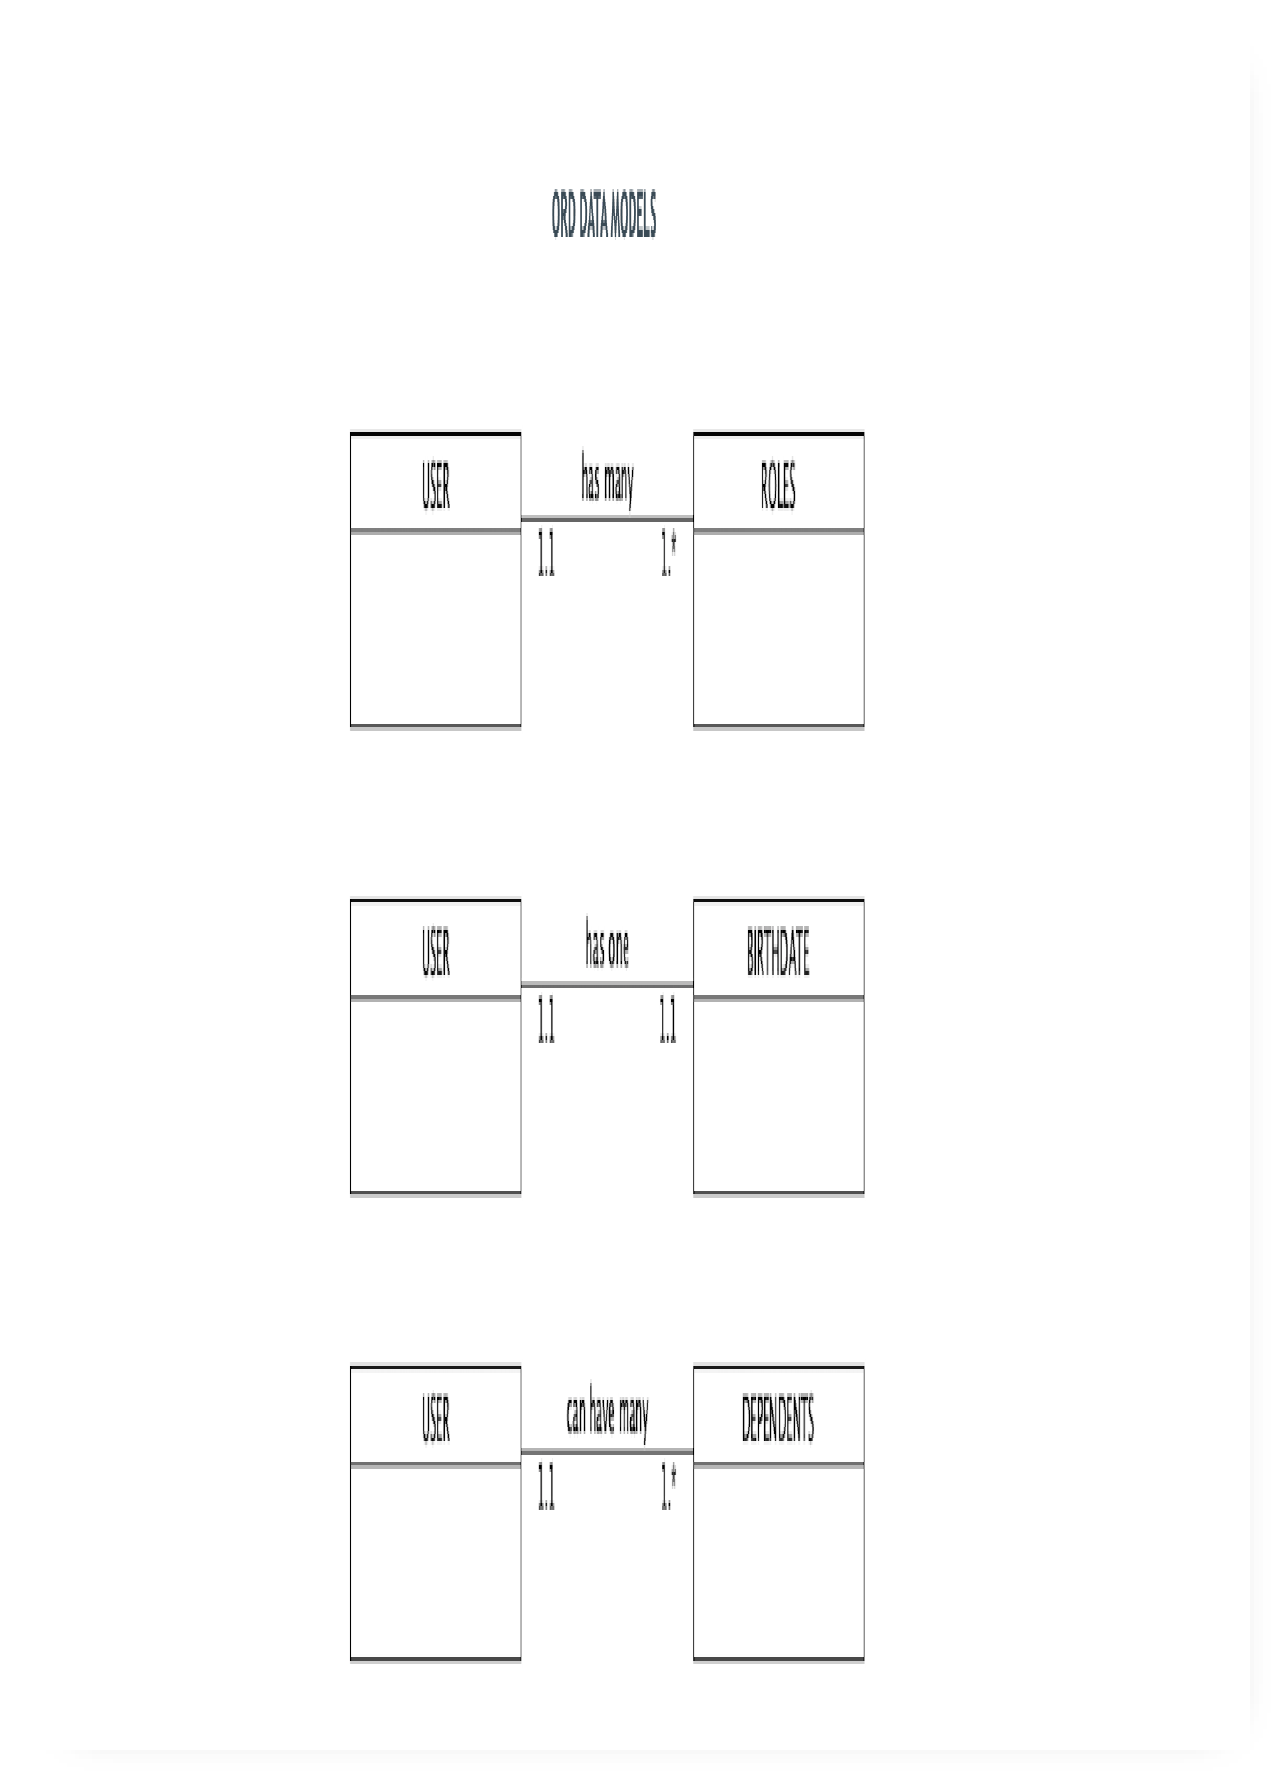 ORD DATA MODELS
USER has many ROLES
1.1 1.*
USER has one BIRTHDATE
1.1 1.1
USER can have many DEPENDENTS
1.1 1.*